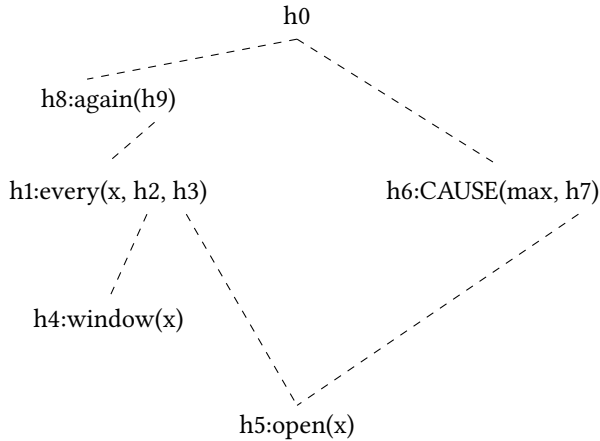 h0
h8:again(h9)
h1:every(x, h2, h3)
h6:CAUSE(max, h7)
h4:window(x)
h5:open(x)